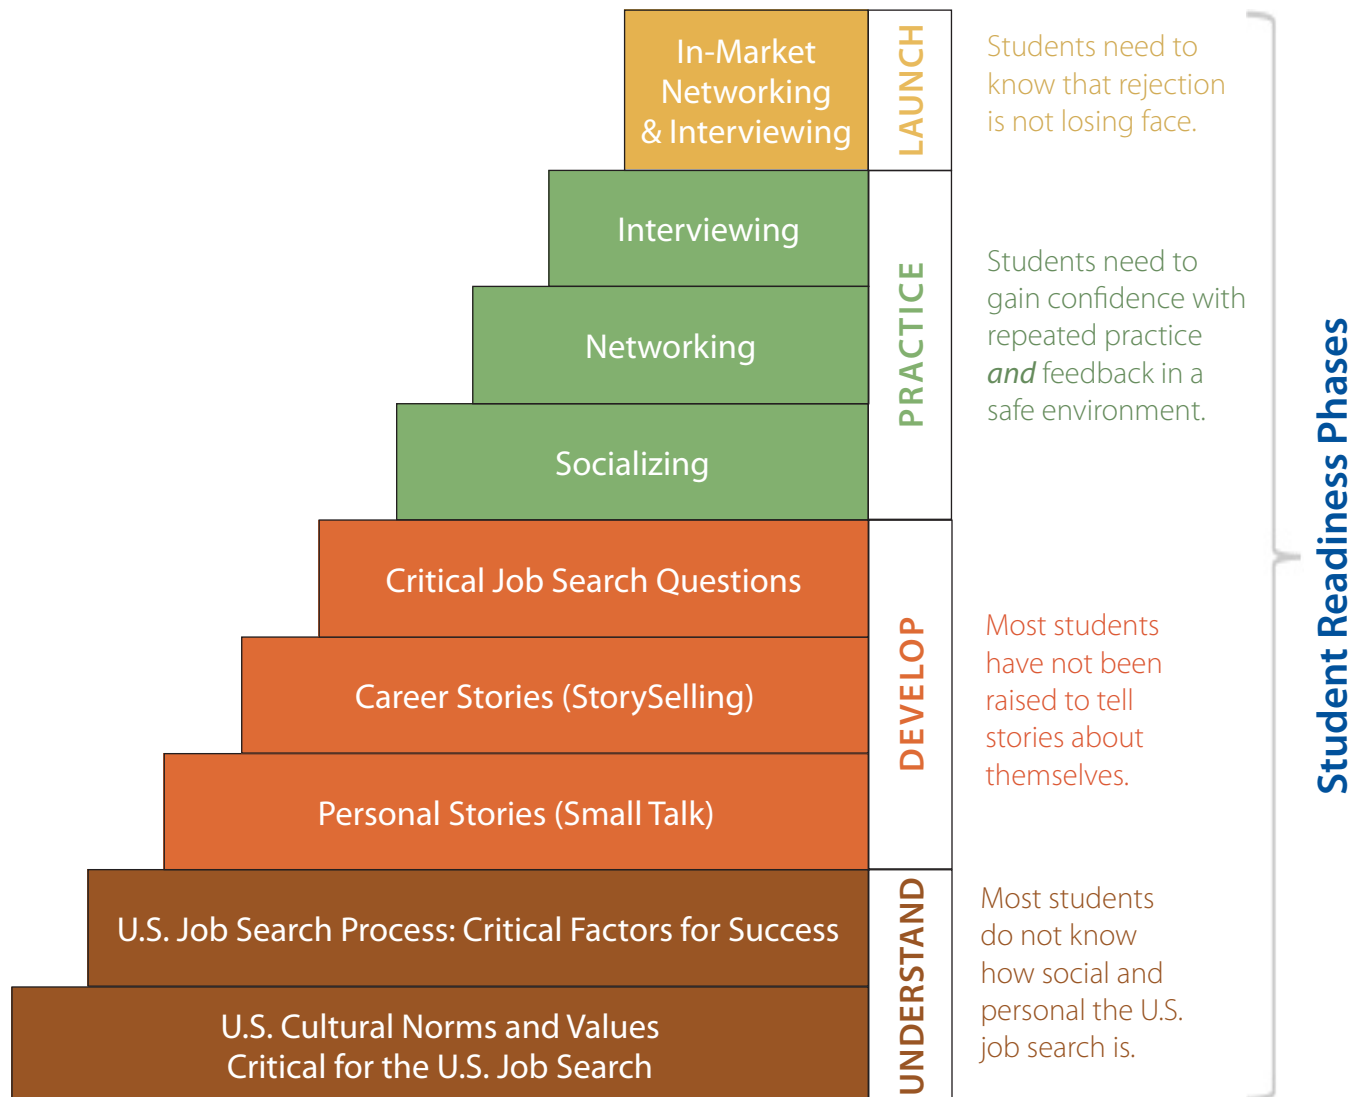 In-Market
Networking
& Interviewing
LAUNCH
Students need to
know that rejection
is not losing face.
Interviewing
Networking
Socializing
PRACTICE
Students need to
gain confidence with
repeated practice
and feedback in a
safe environment.
Critical Job Search Questions
Career Stories (StorySelling)
Personal Stories (Small Talk)
DEVELOP
Most students
have not been
raised to tell
stories about
themselves.
U.S. Job Search Process: Critical Factors for Success
U.S. Cultural Norms and Values
Critical for the U.S. Job Search
UNDERSTAND
Most students
do not know
how social and
personal the U.S.
job search is.
Student Readiness Phases